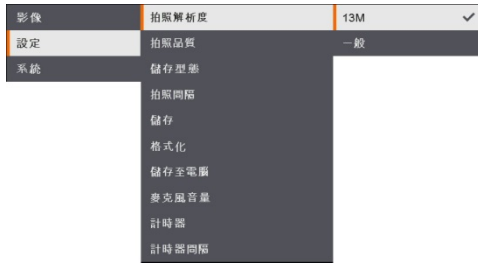 影像
設定
系統
拍照解析度
拍照品質
儲存型態
拍照間隔
儲存
格式化
儲存至電腦
麥克風音量
計時器
計時器間隔
13M
一般